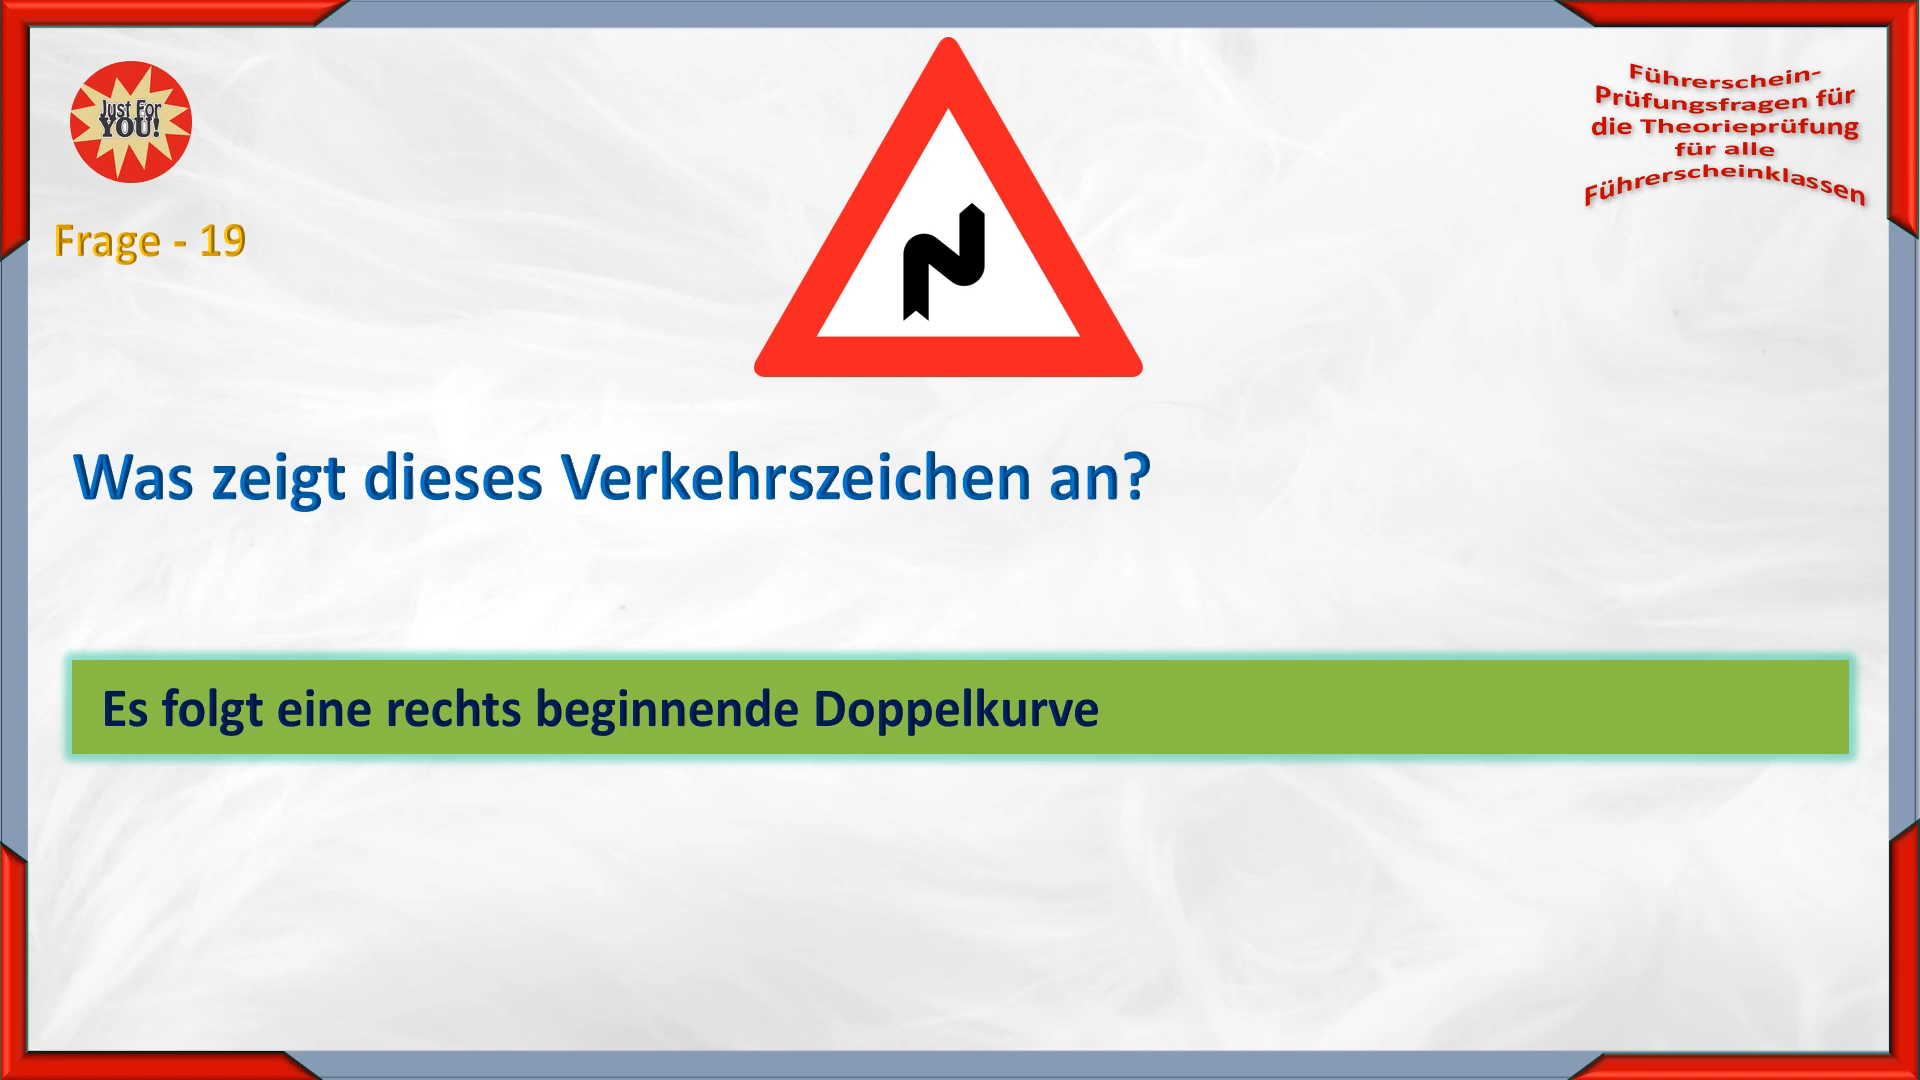 Just For
YOU!
Führerschein-
Prüfungsfragen für
die Theorieprüfung
für alle
Führerscheinklassen
Frage - 19
Was zeigt dieses Verkehrszeichen an?
Es folgt eine rechts beginnende Doppelkurve